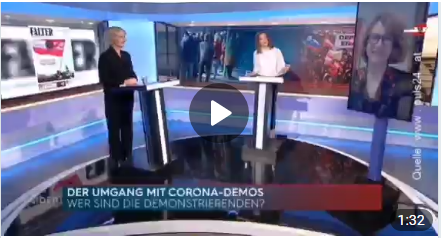 FALTER
Quelle: www.puls24.at
DER UMGANG MIT CORONA-DEMOS
WER SIND DIE DEMONSTRIERENDEN?
1:32